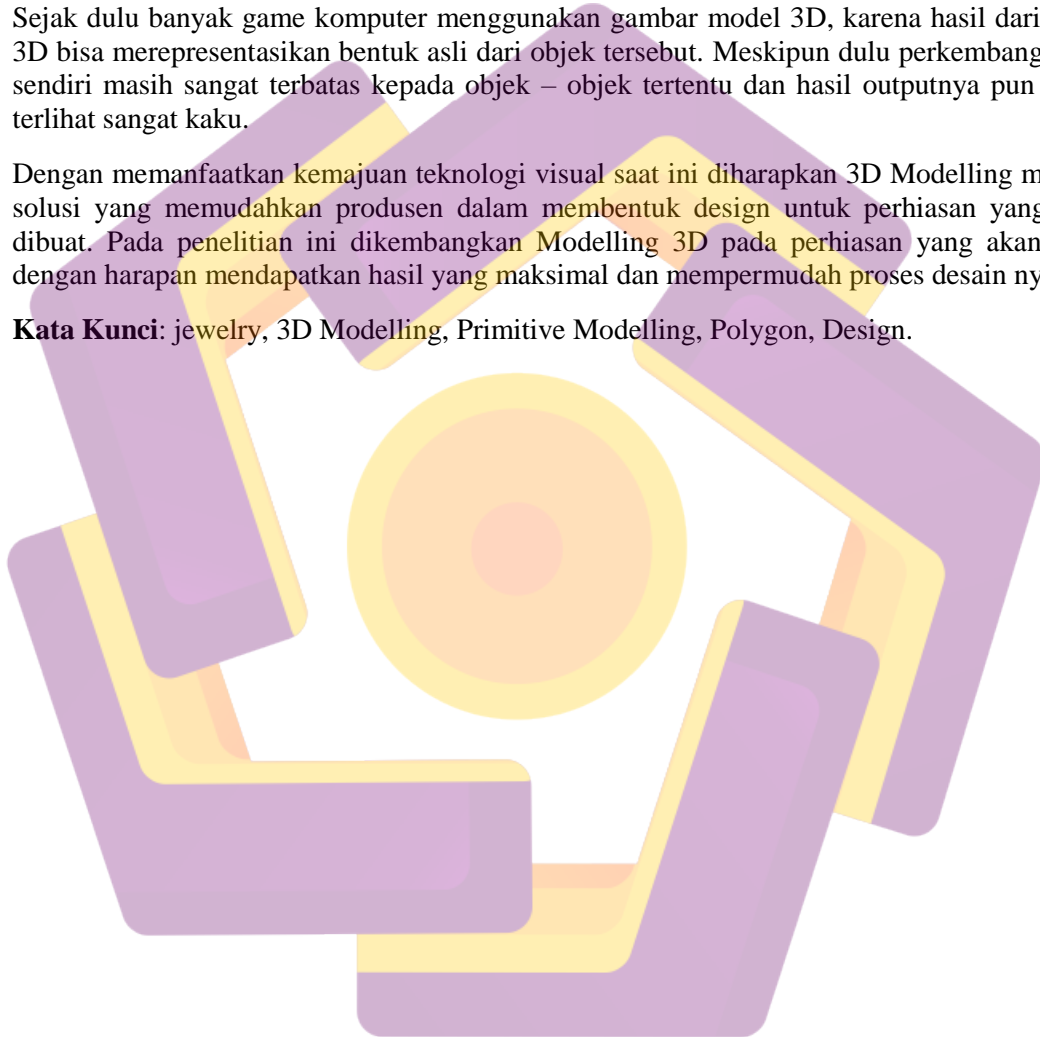 Sejak dulu banyak game komputer menggunakan gambar model 3D, karena hasil dari
3D bisa merepresentasikan bentuk asli dari objek tersebut. Meskipun dulu perkembang
sendiri masih sangat terbatas kepada objek – objek tertentu dan hasil outputnya pun
terlihat sangat kaku.
Dengan memanfaatkan kemajuan teknologi visual saat ini diharapkan 3D Modelling m
solusi yang memudahkan produsen dalam membentuk design untuk perhiasan yang
dibuat. Pada penelitian ini dikembangkan Modelling 3D pada perhiasan yang akan
dengan harapan mendapatkan hasil yang maksimal dan mempermudah proses desain ny
Kata Kunci: jewelry, 3D Modelling, Primitive Modelling, Polygon, Design.